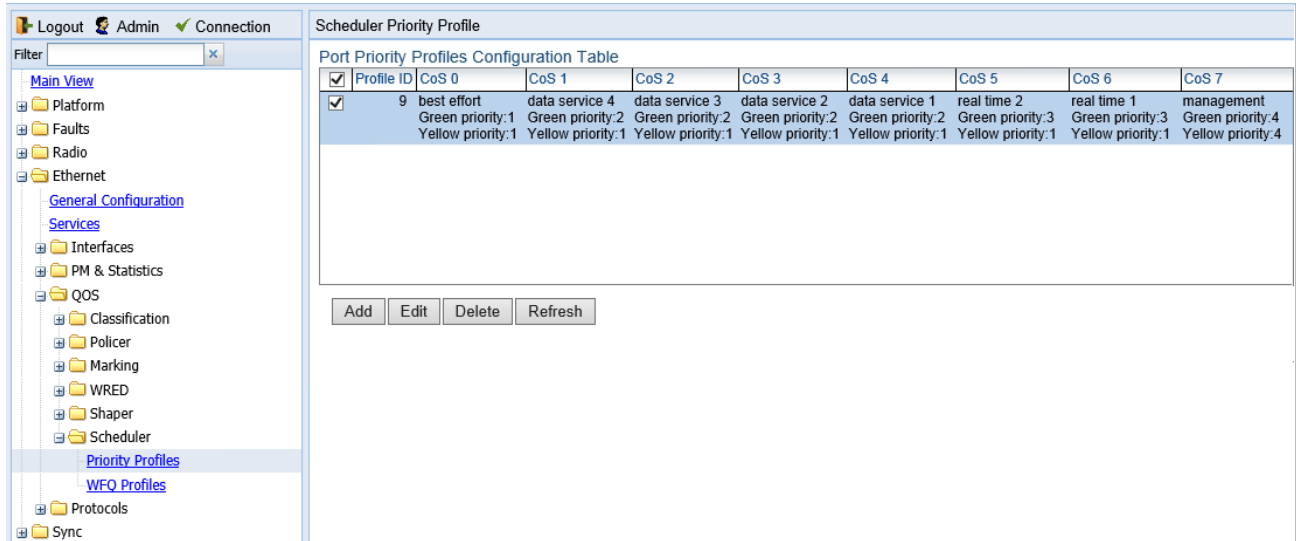 Logout Admin Connection
Filter
Main View
Platform
Faults
Radio
Ethernet
General Configuration
Services
Interfaces
PM & Statistics
QOS
Classification
Policer
Marking
WRED
Shaper
Scheduler
Priority Profiles
WFQ Profiles
Protocols
Sync
Scheduler Priority Profile
Port Priority Profiles Configuration Table
Profile ID CoS 0 CoS 1 CoS 2 CoS 3 CoS 4 CoS 5 CoS 6 CoS 7
9 best effort data service 4 data service 3 data service 2 data service 1 real time 2 real time 1 management
Green priority:1 Green priority:2 Green priority:2 Green priority:2 Green priority:2 Green priority:3 Green priority:3 Green priority:4
Yellow priority:1 Yellow priority:1 Yellow priority:1 Yellow priority:1 Yellow priority:1 Yellow priority:1 Yellow priority:1 Yellow priority:4
Add Edit Delete Refresh